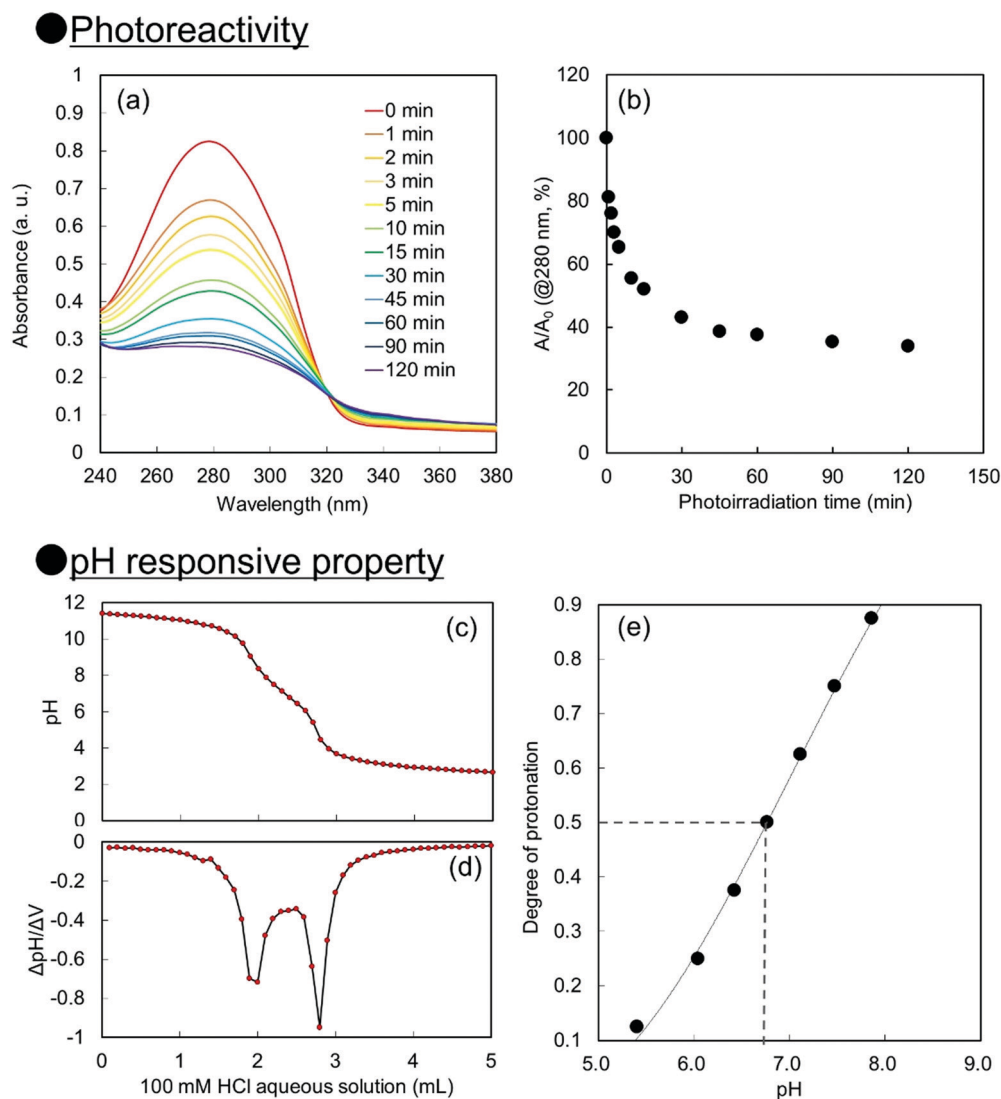 ●Photoreactivity
(a)
1
0.9
0.8
0.7
0.6
0.5
0.4
0.3
0.2
0.1
0
Absorbance (a. u.)
240 260 280 300 320 340 360 380
Wavelength (nm)
0 min
1 min
2 min
3 min
5 min
10 min
15 min
30 min
45 min
60 min
90 min
120 min
(b)
120
100
80
60
40
20
0
A/A₀ (@280 nm, %)
0 30 60 90 120 150
Photoirradiation time (min)
●pH responsive property
(c)
12
10
8
6
4
2
0
pH
(d)
0
-0.2
-0.4
-0.6
-0.8
-1
ΔpH/ΔV
0 1 2 3 4 5
100 mM HCl aqueous solution (mL)
(e)
0.9
0.8
0.7
0.6
0.5
0.4
0.3
0.2
0.1
Degree of protonation
5.0 6.0 7.0 8.0 9.0
pH